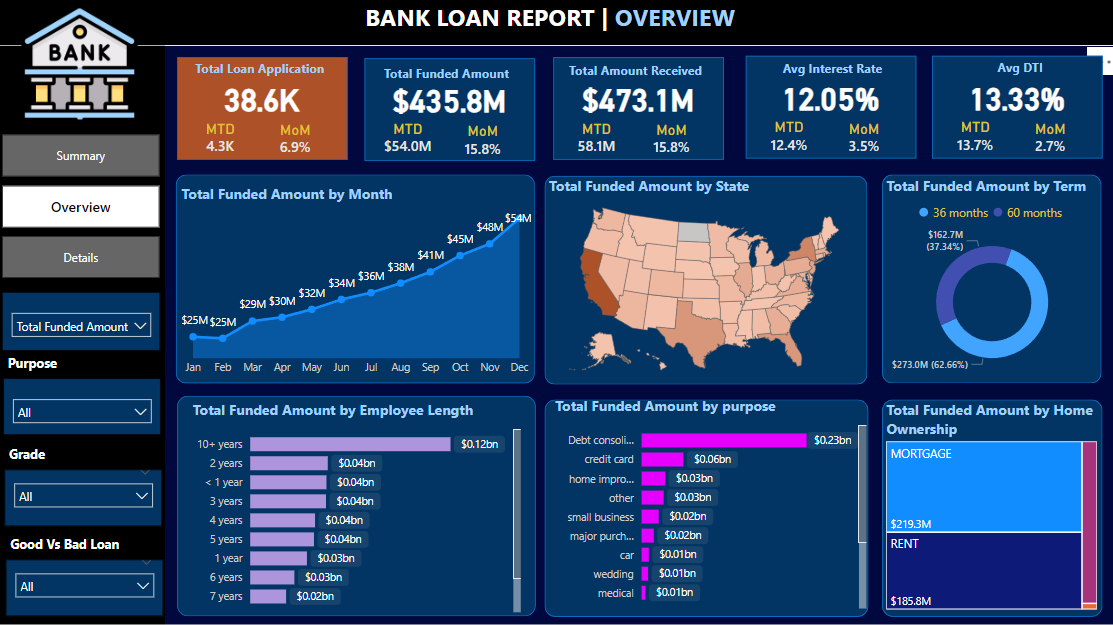 BANK LOAN REPORT | OVERVIEW
BANK
Summary
Overview
Details
Total Funded Amount
Purpose
All
Grade
All
Good Vs Bad Loan
All
Total Loan Application
38.6K
MTD MoM
4.3K 6.9%
Total Funded Amount
$435.8M
MTD MoM
$54.0M 15.8%
Total Amount Received
$473.1M
MTD MoM
58.1M 15.8%
Avg Interest Rate
12.05%
MTD MoM
12.4% 3.5%
Avg DTI
13.33%
MTD MoM
13.7% 2.7%
Total Funded Amount by Month
$25M $25M $29M $30M $32M $34M $36M $38M $41M $45M $48M $54M
Jan Feb Mar Apr May Jun Jul Aug Sep Oct Nov Dec
Total Funded Amount by State
Total Funded Amount by Term
36 months 60 months
$162.7M
(37.34%)
$273.0M (62.66%)
Total Funded Amount by Employee Length
10+ years $0.12bn
2 years $0.04bn
< 1 year $0.04bn
3 years $0.04bn
4 years $0.04bn
5 years $0.04bn
1 year $0.03bn
6 years $0.03bn
7 years $0.02bn
Total Funded Amount by purpose
Debt consoli... $0.23bn
credit card $0.06bn
home impro... $0.03bn
other $0.03bn
small business $0.02bn
major purch... $0.02bn
car $0.01bn
wedding $0.01bn
medical $0.01bn
Total Funded Amount by Home
Ownership
MORTGAGE
$219.3M
RENT
$185.8M